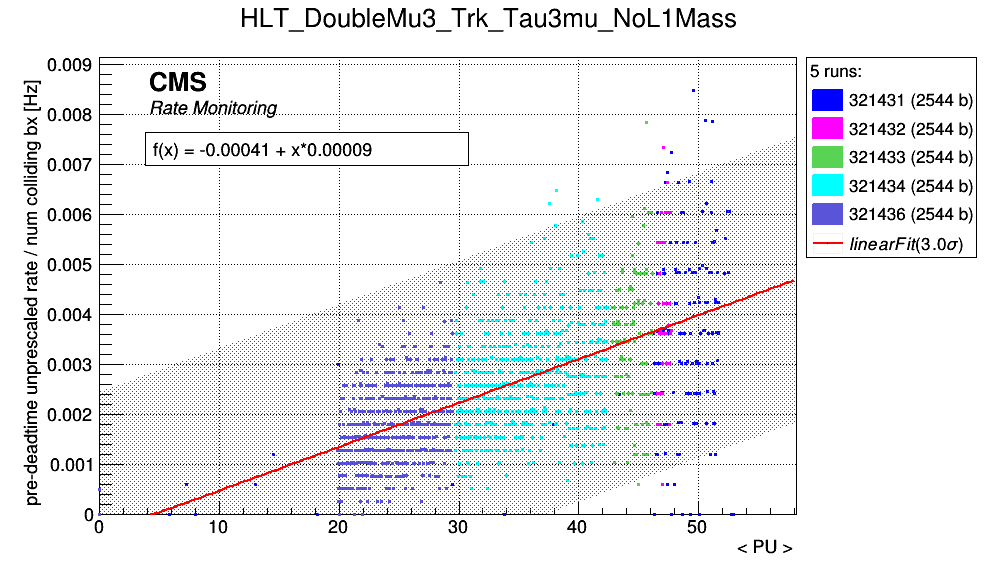 HLT_DoubleMu3_Trk_Tau3mu_NoL1Mass
pre-deadtime unprescaled rate / num colliding bx [Hz]
0.009
0.008
0.007
0.006
0.005
0.004
0.003
0.002
0.001
0
CMS
Rate Monitoring
f(x) = -0.00041 + x*0.00009
0 10 20 30 40 50
< PU >
5 runs:
321431 (2544 b)
321432 (2544 b)
321433 (2544 b)
321434 (2544 b)
321436 (2544 b)
linearFit(3.0σ)